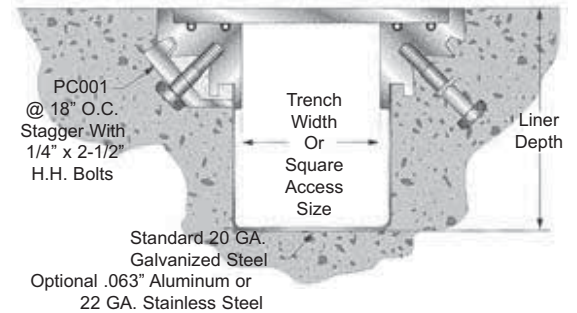 PC001
@ 18" O.C.
Stagger With
1/4" x 2-1/2"
H.H. Bolts
Trench
Width
Or
Square
Access
Size
Liner
Depth
Standard 20 GA.
Galvanized Steel
Optional .063" Aluminum or
22 GA. Stainless Steel